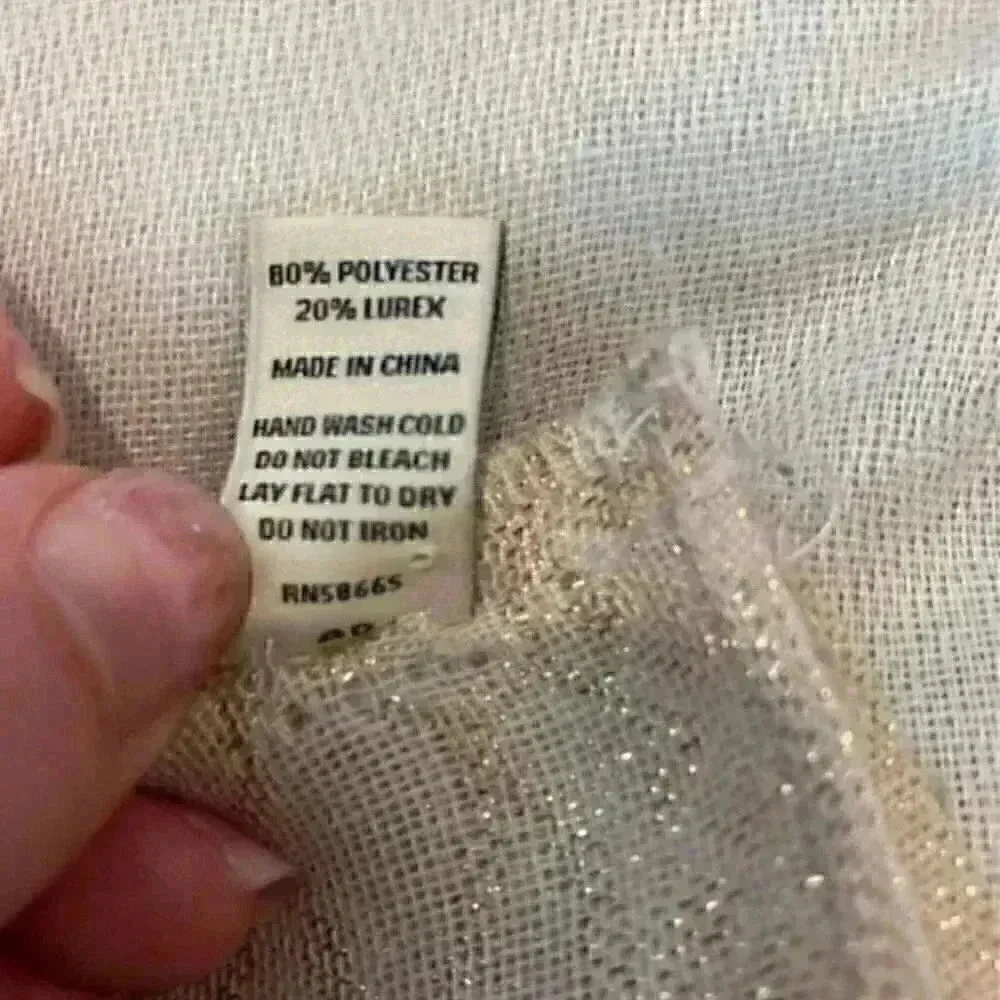 80% POLYESTER
20% LUREX
MADE IN CHINA
HAND WASH COLD
DO NOT BLEACH
LAY FLAT TO DRY
DO NOT IRON
RN58665